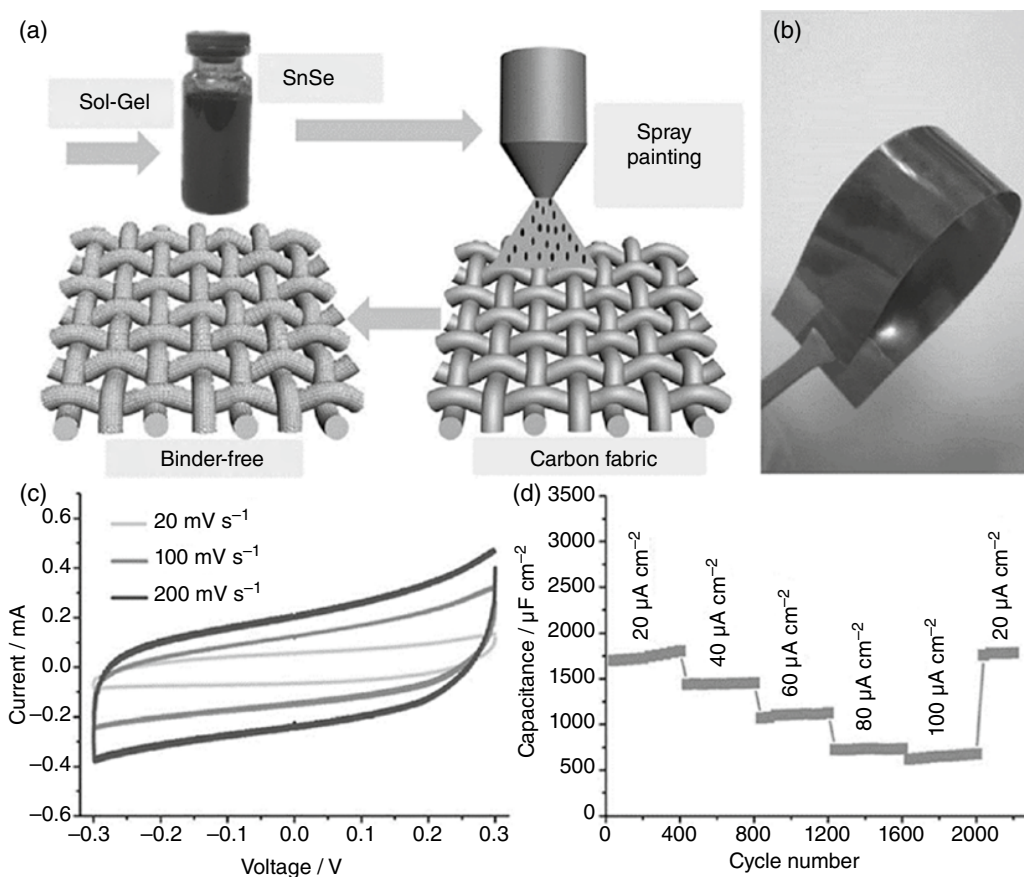 (a)
Sol-Gel
SnSe
Spray
painting
Binder-free
Carbon fabric
(b)
(c)
20 mV s⁻¹
100 mV s⁻¹
200 mV s⁻¹
0.6
0.4
0.2
0.0
–0.2
–0.4
–0.6
Current / mA
–0.3
–0.2
–0.1
0.0
0.1
0.2
0.3
Voltage / V
(d)
3500
3000
2500
2000
1750
1500
1000
500
0
Capacitance / µF cm⁻²
20 µA cm⁻²
40 µA cm⁻²
60 µA cm⁻²
80 µA cm⁻²
100 µA cm⁻²
20 µA cm⁻²
0
400
800
1200
1600
2000
Cycle number